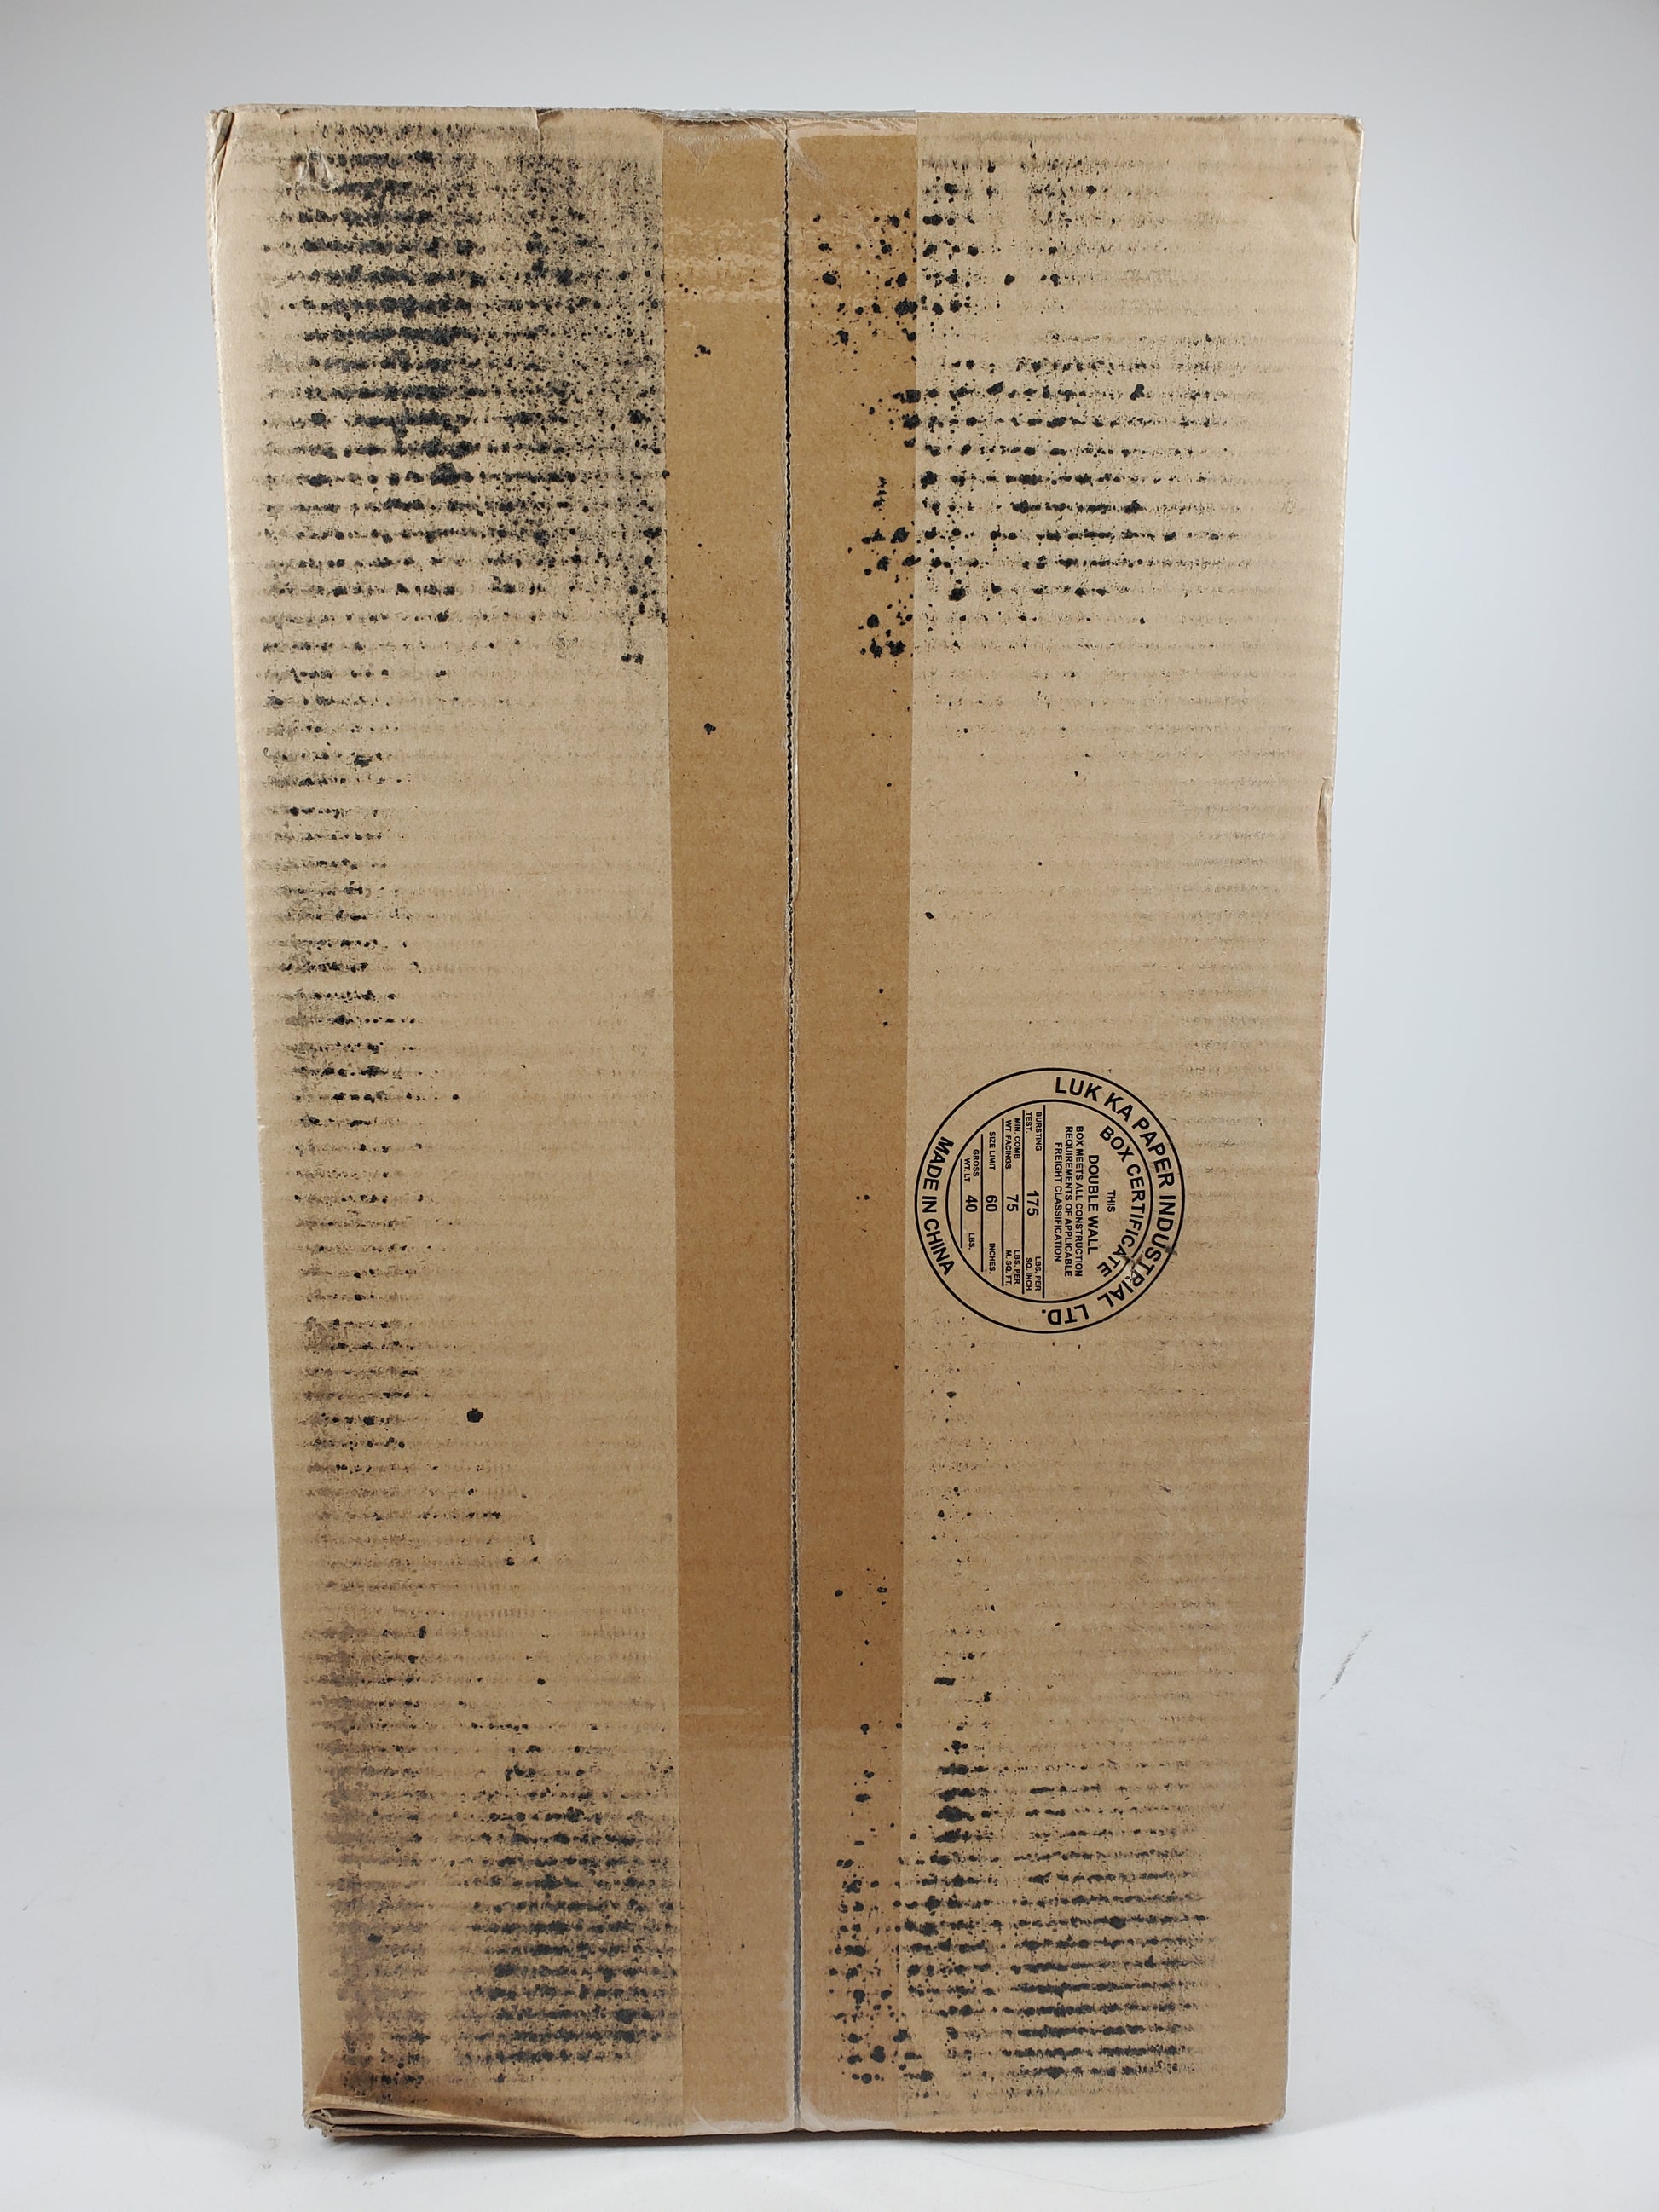 LUK KA PAPER INDUSTRIAL LTD.
BOX CERTIFICATE
THIS
DOUBLE WALL
BOX MEETS ALL CONSTRUCTION
REQUIREMENTS OF APPLICABLE
FREIGHT CLASSIFICATION
BURSTING TEST. 175 LBS. PER SQ. INCH
MIN. COMB WT. FACINGS 75 LBS. PER M. SQ. FT.
SIZE LIMIT 60 INCHES.
GROSS WT. LT 40 LBS.
MADE IN CHINA